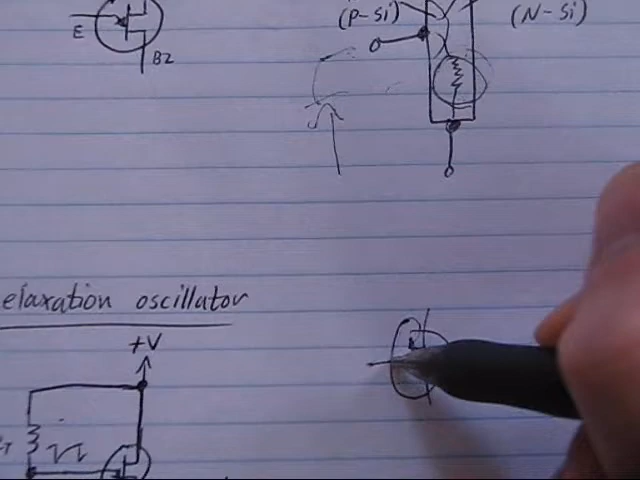 (P-Si) (N-Si)
E
B2
elaxation oscillator
+V